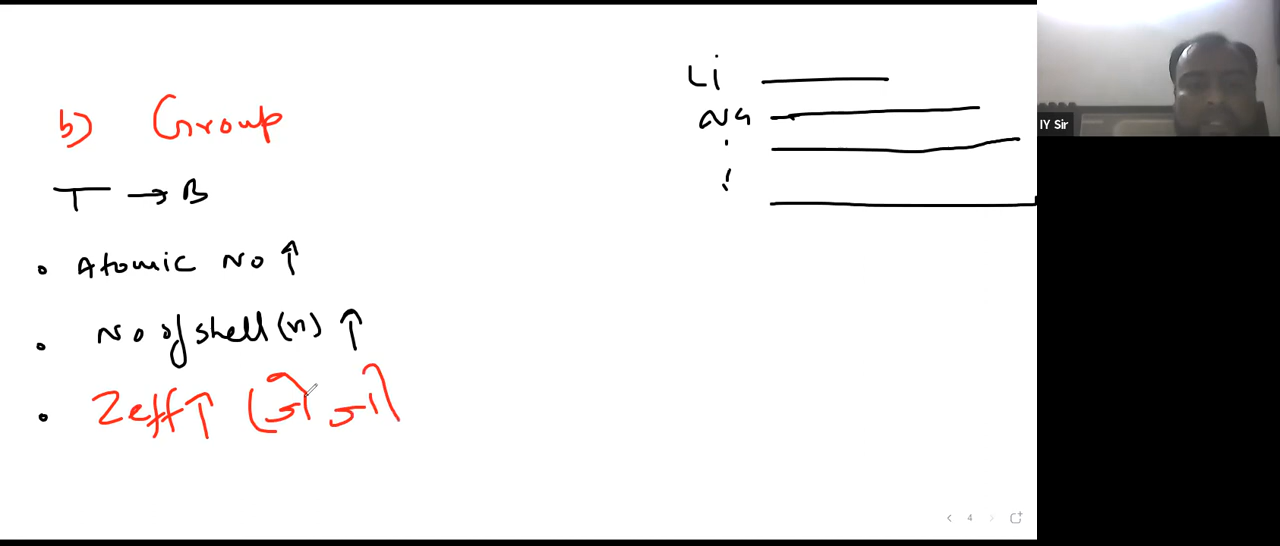 b) Group
T → B
• Atomic No ↑
• No of shell (n) ↑
• Zeff ↑ (
Li
Na
IY Sir
4